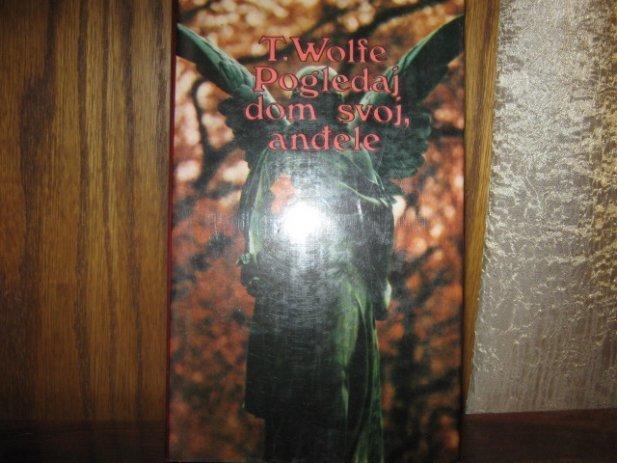 T. Wolfe
Pogledaj
dom svoj,
anđele